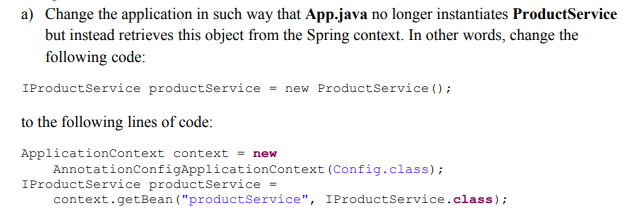 a) Change the application in such way that App.java no longer instantiates ProductService
but instead retrieves this object from the Spring context. In other words, change the
following code:
IProductService productService = new ProductService();
to the following lines of code:
ApplicationContext context = new
AnnotationConfigApplicationContext(Config.class);
IProductService productService =
context.getBean("productService", IProductService.class);